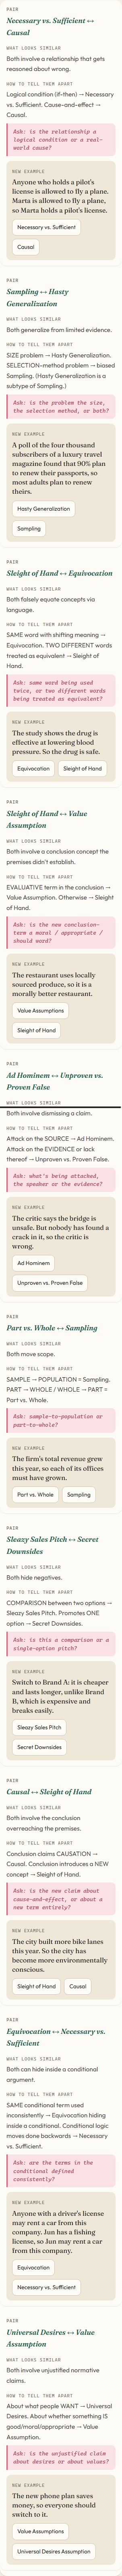 PAIR
Necessary vs. Sufficient ↔
Causal
WHAT LOOKS SIMILAR
Both involve a relationship that gets
reasoned about wrong.
HOW TO TELL THEM APART
Logical condition (if–then) → Necessary
vs. Sufficient. Cause-and-effect →
Causal.
Ask: is the relationship a
logical condition or a real-
world cause?
NEW EXAMPLE
Anyone who holds a pilot's
license is allowed to fly a plane.
Marta is allowed to fly a plane,
so Marta holds a pilot's license.
Necessary vs. Sufficient
Causal
PAIR
Sampling ↔ Hasty
Generalization
WHAT LOOKS SIMILAR
Both generalize from limited evidence.
HOW TO TELL THEM APART
SIZE problem → Hasty Generalization.
SELECTION-method problem → biased
Sampling. (Hasty Generalization is a
subtype of Sampling.)
Ask: is the problem the size,
the selection method, or both?
NEW EXAMPLE
A poll of the four thousand
subscribers of a luxury travel
magazine found that 90% plan
to renew their passports, so
most adults plan to renew
theirs.
Hasty Generalization
Sampling
PAIR
Sleight of Hand ↔ Equivocation
WHAT LOOKS SIMILAR
Both falsely equate concepts via
language.
HOW TO TELL THEM APART
SAME word with shifting meaning →
Equivocation. TWO DIFFERENT words
treated as equivalent → Sleight of
Hand.
Ask: same word being used
twice, or two different words
being treated as equivalent?
NEW EXAMPLE
The study shows the drug is
effective at lowering blood
pressure. So the drug is safe.
Equivocation
Sleight of Hand
PAIR
Sleight of Hand ↔ Value
Assumption
WHAT LOOKS SIMILAR
Both involve a conclusion concept the
premises didn't establish.
HOW TO TELL THEM APART
EVALUATIVE term in the conclusion →
Value Assumption. Otherwise → Sleight
of Hand.
Ask: is the new conclusion-
term a moral / appropriate /
should word?
NEW EXAMPLE
The restaurant uses locally
sourced produce, so it is a
morally better restaurant.
Value Assumptions
Sleight of Hand
PAIR
Ad Hominem ↔ Unproven vs.
Proven False
WHAT LOOKS SIMILAR
Both involve dismissing a claim.
HOW TO TELL THEM APART
Attack on the SOURCE → Ad Hominem.
Attack on the EVIDENCE or lack
thereof → Unproven vs. Proven False.
Ask: what's being attacked,
the speaker or the evidence?
NEW EXAMPLE
The critic says the bridge is
unsafe. But nobody has found a
crack in it, so the critic is
wrong.
Ad Hominem
Unproven vs. Proven False
PAIR
Part vs. Whole ↔ Sampling
WHAT LOOKS SIMILAR
Both move scope.
HOW TO TELL THEM APART
SAMPLE → POPULATION = Sampling.
PART → WHOLE / WHOLE → PART =
Part vs. Whole.
Ask: sample-to-population or
part-to-whole?
NEW EXAMPLE
The firm's total revenue grew
this year, so each of its offices
must have grown.
Part vs. Whole
Sampling
PAIR
Sleazy Sales Pitch ↔ Secret
Downsides
WHAT LOOKS SIMILAR
Both hide negatives.
HOW TO TELL THEM APART
COMPARISON between two options →
Sleazy Sales Pitch. Promotes ONE
option → Secret Downsides.
Ask: is this a comparison or a
single-option pitch?
NEW EXAMPLE
Switch to Brand A: it is cheaper
and lasts longer, unlike Brand
B, which is expensive and
breaks easily.
Sleazy Sales Pitch
Secret Downsides
PAIR
Causal ↔ Sleight of Hand
WHAT LOOKS SIMILAR
Both involve the conclusion
overreaching the premises.
HOW TO TELL THEM APART
Conclusion claims CAUSATION →
Causal. Conclusion introduces a NEW
concept → Sleight of Hand.
Ask: is the new claim about
cause-and-effect, or about a
new term entirely?
NEW EXAMPLE
The city built more bike lanes
this year. So the city has
become more environmentally
conscious.
Sleight of Hand
Causal
PAIR
Equivocation ↔ Necessary vs.
Sufficient
WHAT LOOKS SIMILAR
Both can hide inside a conditional
argument.
HOW TO TELL THEM APART
SAME conditional term used
inconsistently → Equivocation hiding
inside a conditional. Conditional logic
moves done backwards → Necessary
vs. Sufficient.
Ask: are the terms in the
conditional defined
consistently?
NEW EXAMPLE
Anyone with a driver's license
may rent a car from this
company. Jun has a fishing
license, so Jun may rent a car
from this company.
Equivocation
Necessary vs. Sufficient
PAIR
Universal Desires ↔ Value
Assumption
WHAT LOOKS SIMILAR
Both involve unjustified normative
claims.
HOW TO TELL THEM APART
About what people WANT → Universal
Desires. About whether something IS
good/moral/appropriate → Value
Assumption.
Ask: is the unjustified claim
about desires or about values?
NEW EXAMPLE
The new phone plan saves
money, so everyone should
switch to it.
Value Assumptions
Universal Desires Assumption